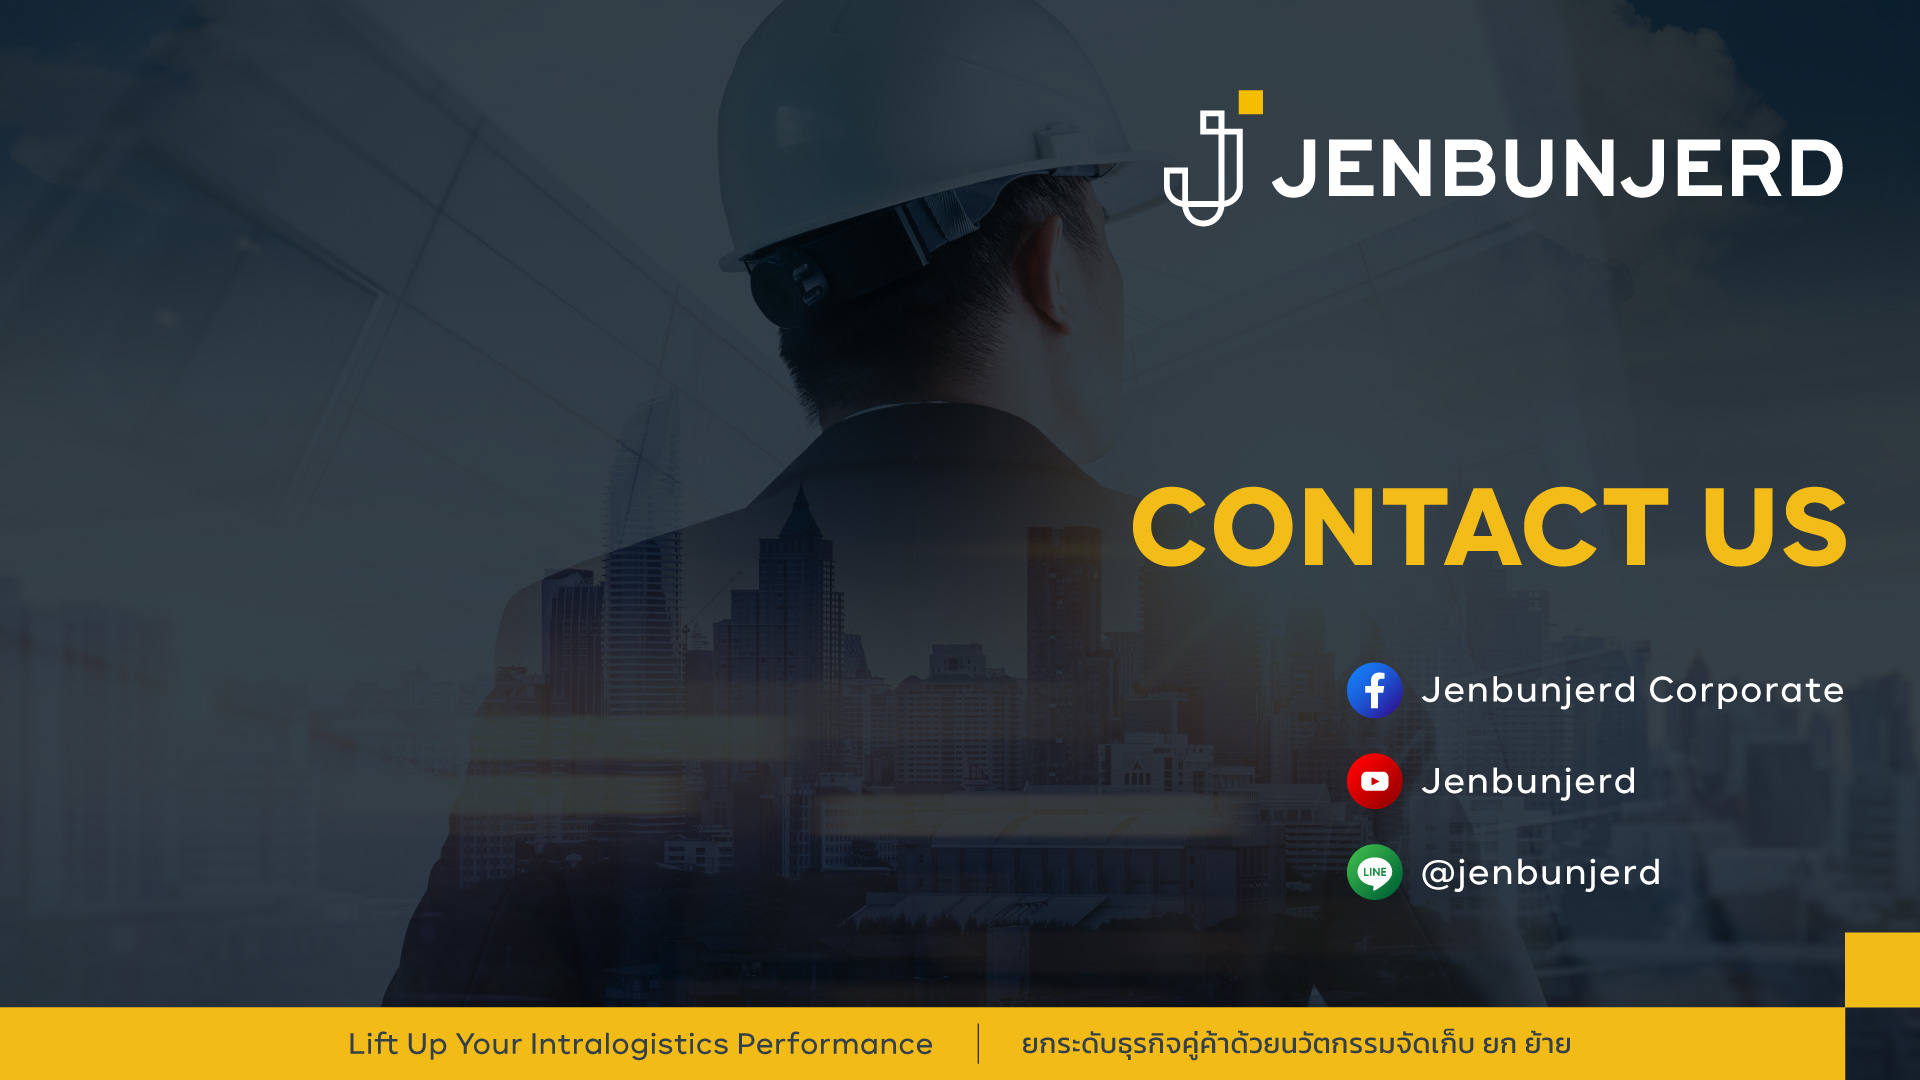 JENBUNJERD
CONTACT US
Jenbunjerd Corporate
Jenbunjerd
LINE @jenbunjerd
Lift Up Your Intralogistics Performance | ยกระดับธุรกิจคู่ค้าด้วยนวัตกรรมจัดเก็บ ยก ย้าย